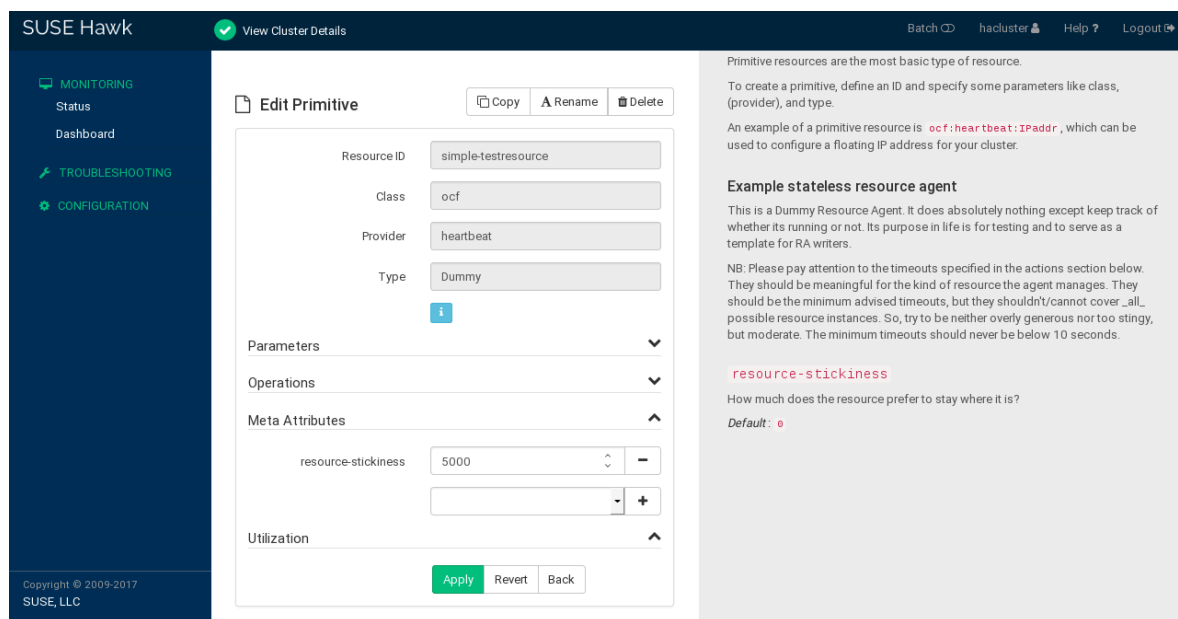 SUSE Hawk
View Cluster Details
Batch
hacluster
Help ?
Logout
MONITORING
Status
Dashboard
TROUBLESHOOTING
CONFIGURATION
Copyright © 2009-2017
SUSE, LLC
Edit Primitive
Copy
A Rename
Delete
Resource ID
simple-testresource
Class
ocf
Provider
heartbeat
Type
Dummy
i
Parameters
Operations
Meta Attributes
resource-stickiness
5000
Utilization
Apply
Revert
Back
Primitive resources are the most basic type of resource.
To create a primitive, define an ID and specify some parameters like class,
(provider), and type.
An example of a primitive resource is ocf:heartbeat:IPaddr, which can be
used to configure a floating IP address for your cluster.
Example stateless resource agent
This is a Dummy Resource Agent. It does absolutely nothing except keep track of
whether its running or not. Its purpose in life is for testing and to serve as a
template for RA writers.
NB: Please pay attention to the timeouts specified in the actions section below.
They should be meaningful for the kind of resource the agent manages. They
should be the minimum advised timeouts, but they shouldn't/cannot cover _all_
possible resource instances. So, try to be neither overly generous nor too stingy,
but moderate. The minimum timeouts should never be below 10 seconds.
resource-stickiness
How much does the resource prefer to stay where it is?
Default: 0